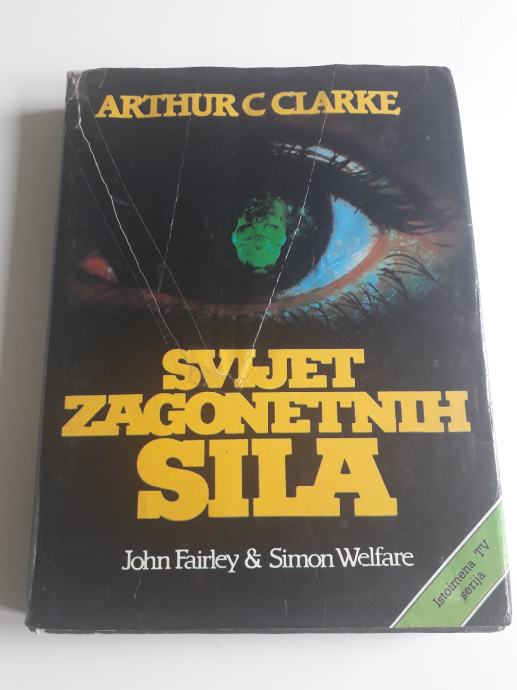 ARTHUR C CLARKE
SVIJET
ZAGONETNIH
SILA
John Fairley & Simon Welfare
Istoimena TV
serija